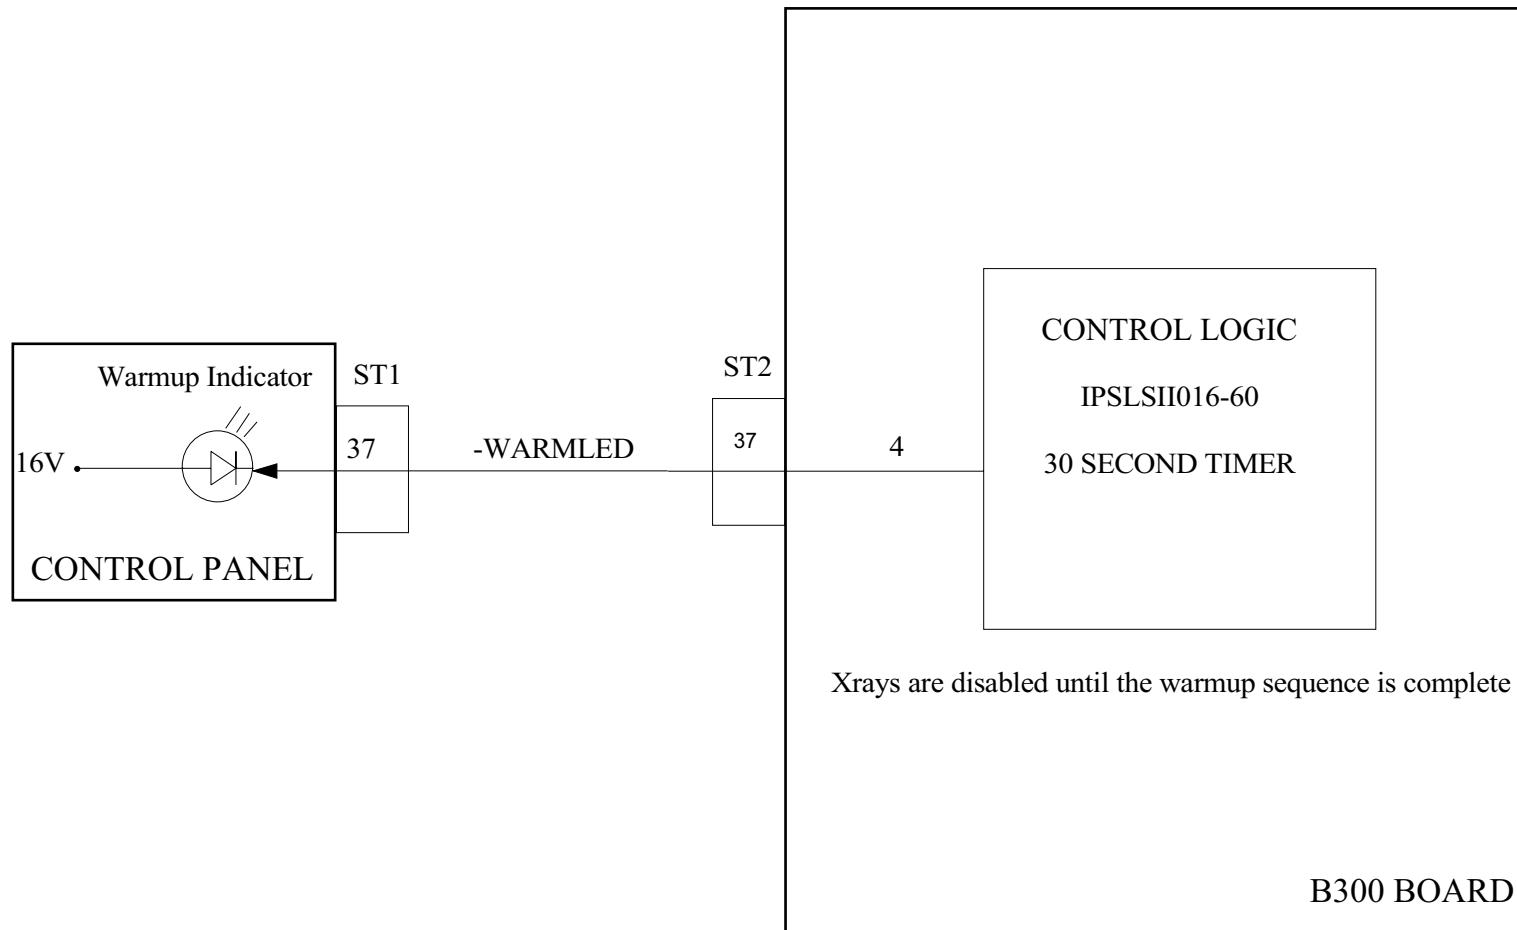 Warmup Indicator
ST1
ST2
16V
37
-WARMLED
37
4
CONTROL PANEL
CONTROL LOGIC
IPSLSII016-60
30 SECOND TIMER
Xrays are disabled until the warmup sequence is complete
B300 BOARD